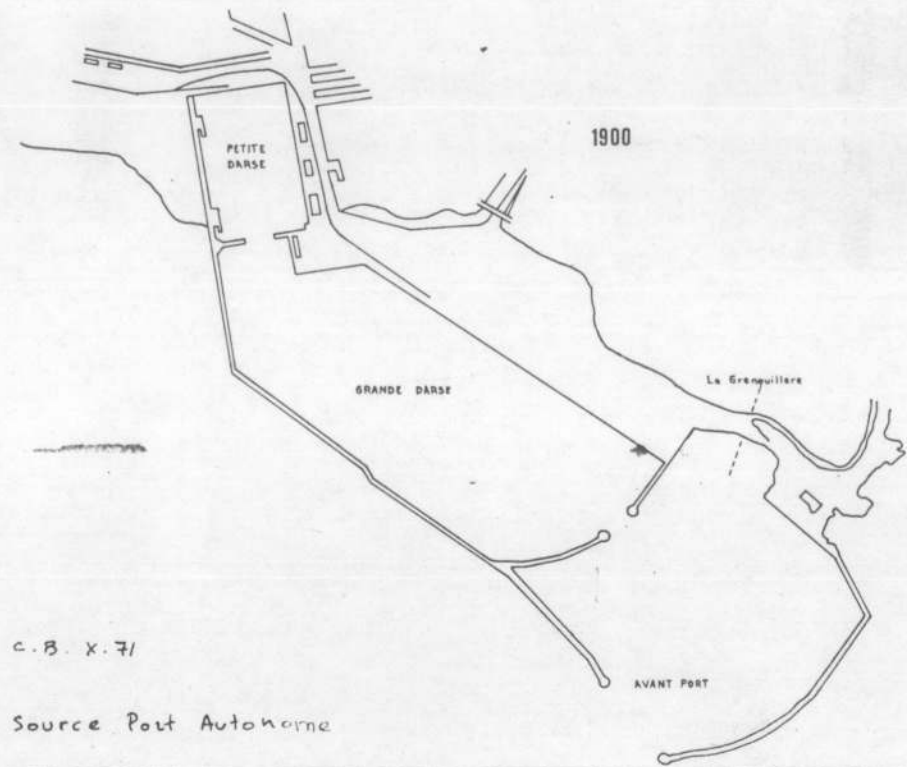 1900
PETITE
DARSE
GRANDE DARSE
La Grenouillere
AVANT PORT
C.B. X.71
Source Port Autonome